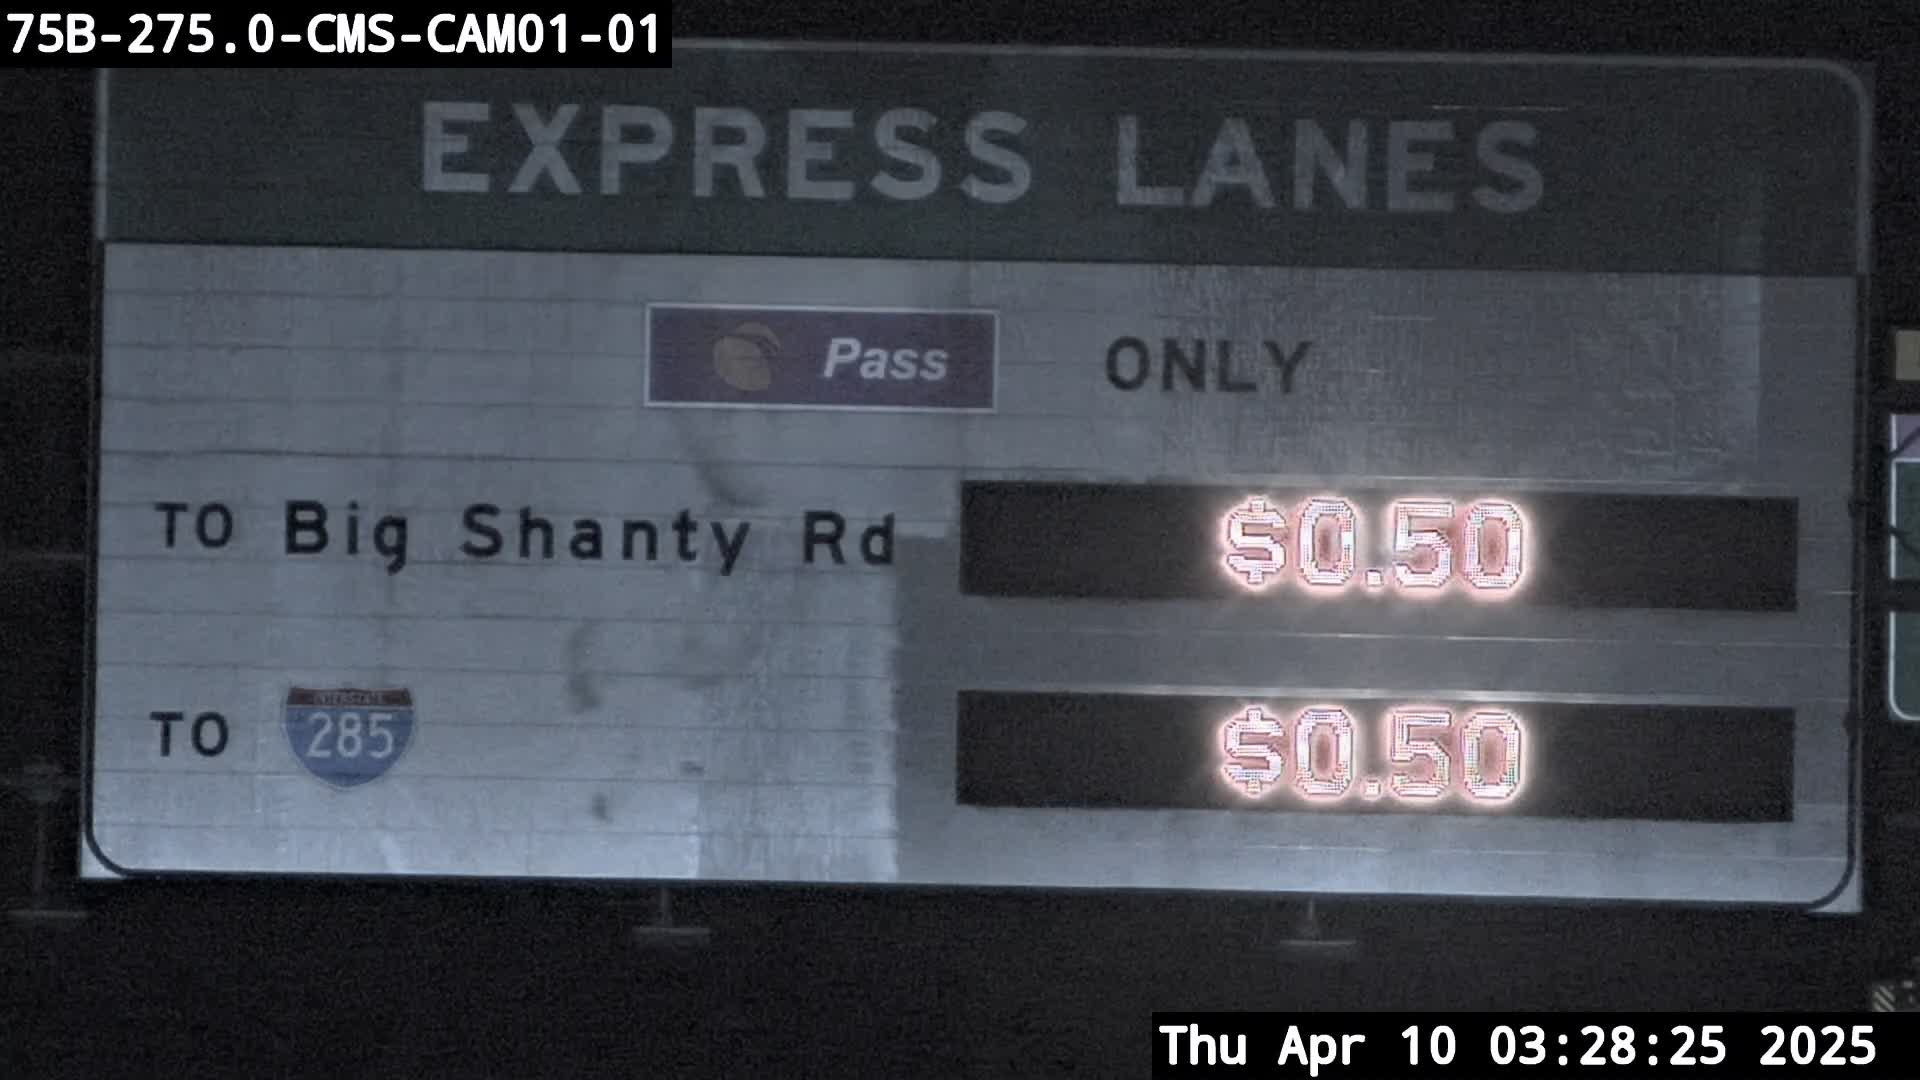 75B-275.0-CMS-CAM01-01
EXPRESS LANES
Pass ONLY
TO Big Shanty Rd $0.50
TO INTERSTATE 285 $0.50
Thu Apr 10 03:28:25 2025